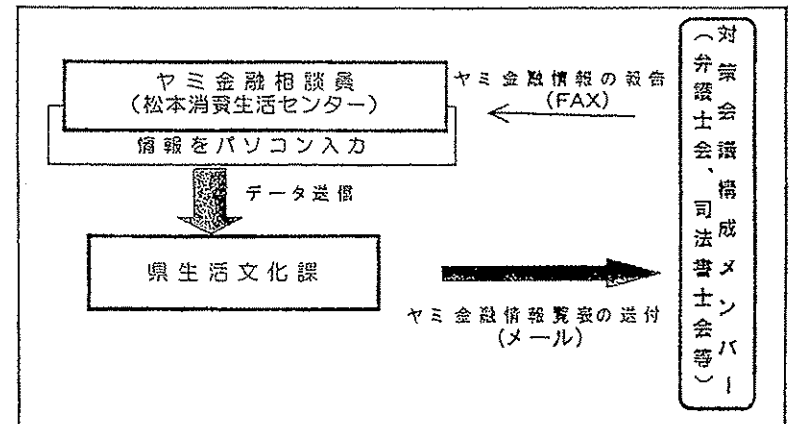 ヤミ金融相談員
(松本消費生活センター)
情報をパソコン入力
データ送信
県生活文化課
ヤミ金融情報の報告
(FAX)
ヤミ金融情報覧表の送付
(メール)
対策会議構成メンバー
(弁護士会、司法書士会等)